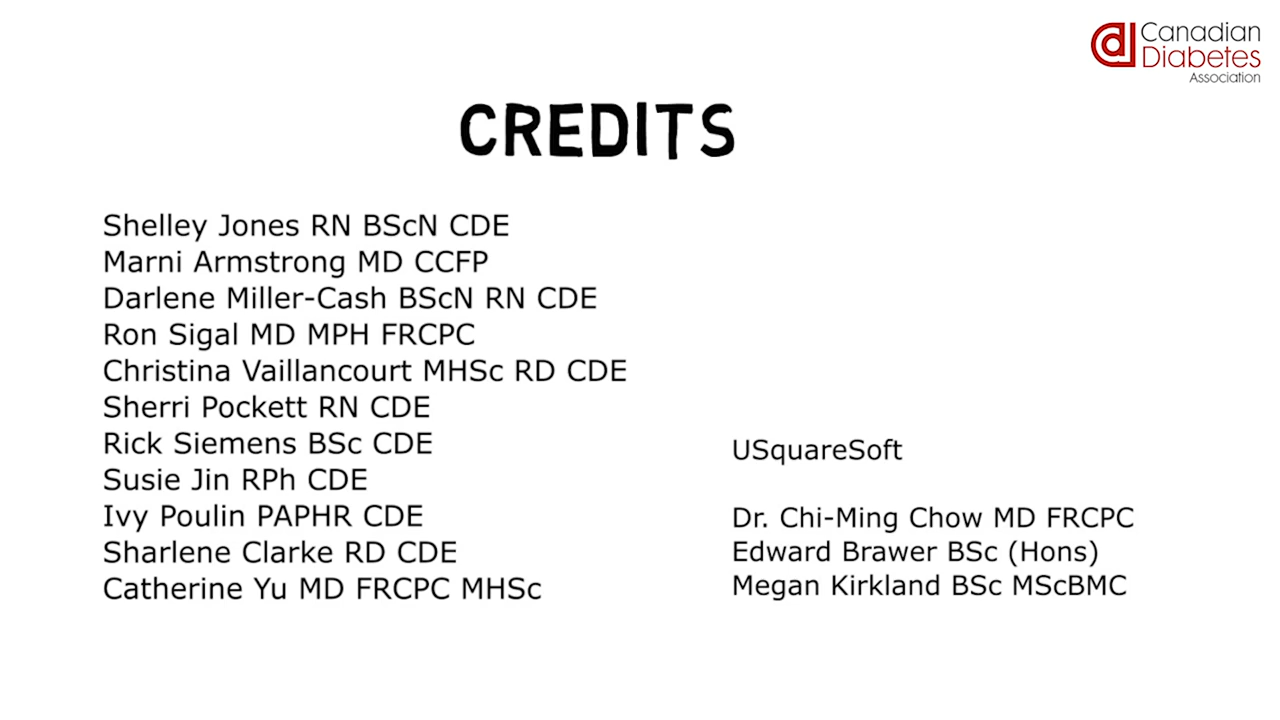 Canadian
Diabetes
Association
CREDITS
Shelley Jones RN BScN CDE
Marni Armstrong MD CCFP
Darlene Miller-Cash BScN RN CDE
Ron Sigal MD MPH FRCPC
Christina Vaillancourt MHSc RD CDE
Sherri Pockett RN CDE
Rick Siemens BSc CDE
Susie Jin RPh CDE
Ivy Poulin PAPHR CDE
Sharlene Clarke RD CDE
Catherine Yu MD FRCPC MHSc
USquareSoft
Dr. Chi-Ming Chow MD FRCPC
Edward Brawer BSc (Hons)
Megan Kirkland BSc MScBMC